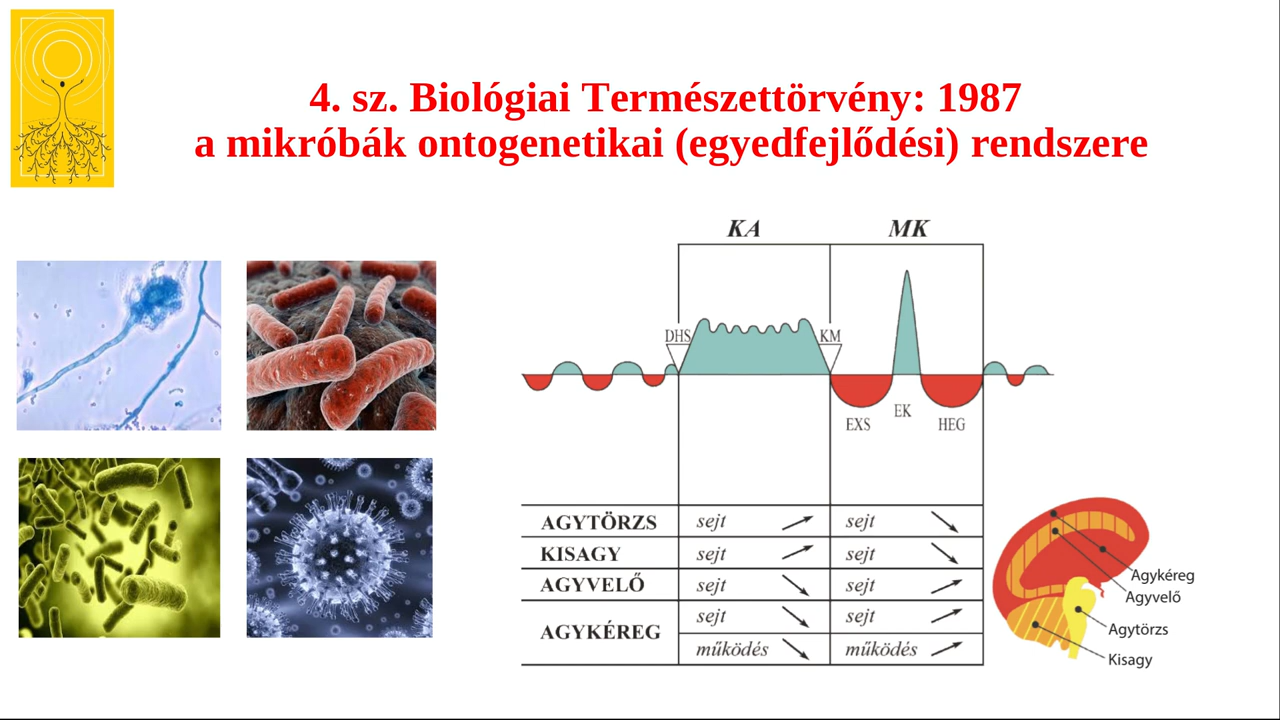 4. sz. Biológiai Természettörvény: 1987
a mikróbák ontogenetikai (egyedfejlődési) rendszere
KA MK
DHS KM
EXS EK HEG
AGYTÖRZS sejt sejt
KISAGY sejt sejt
AGYVELŐ sejt sejt
AGYKÉREG sejt sejt
működés működés
Agykéreg
Agyvelő
Agytörzs
Kisagy